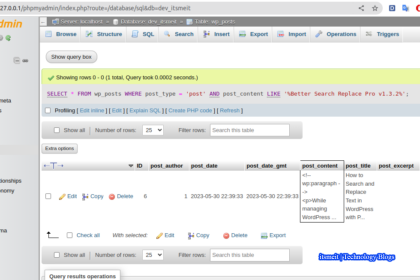 27.0.0.1/phpmyadmin/index.php?route=/database/sql&db=dev_itsmeit
Server: localhost » Database: dev_itsmeit » Table: wp_posts
Browse Structure SQL Search Insert Export Import Operations Triggers
Show query box
Showing rows 0 - 0 (1 total, Query took 0.0002 seconds.)
SELECT * FROM wp_posts WHERE post_type = 'post' AND post_content LIKE '%Better Search Replace Pro v1.3.2%';
Profiling [ Edit inline ] [ Edit ] [ Explain SQL ] [ Create PHP code ] [ Refresh ]
Show all Number of rows: 25 Filter rows: Search this table
Extra options
ID post_author post_date post_date_gmt post_content post_title post_excerpt
Edit Copy Delete 6 1 2023-05-30 22:39:33 2023-05-30 22:39:33
<!--
wp:paragraph --
>
<p>While
managing
WordPress ...
How to
Search and
Replace
Text in
WordPress
with P...
Check all With selected: Edit Copy Delete Export
Show all Number of rows: 25 Filter rows: Search this table
Query results operations
itsmeit Technology Blogs
admin
meta
tionships
onomy